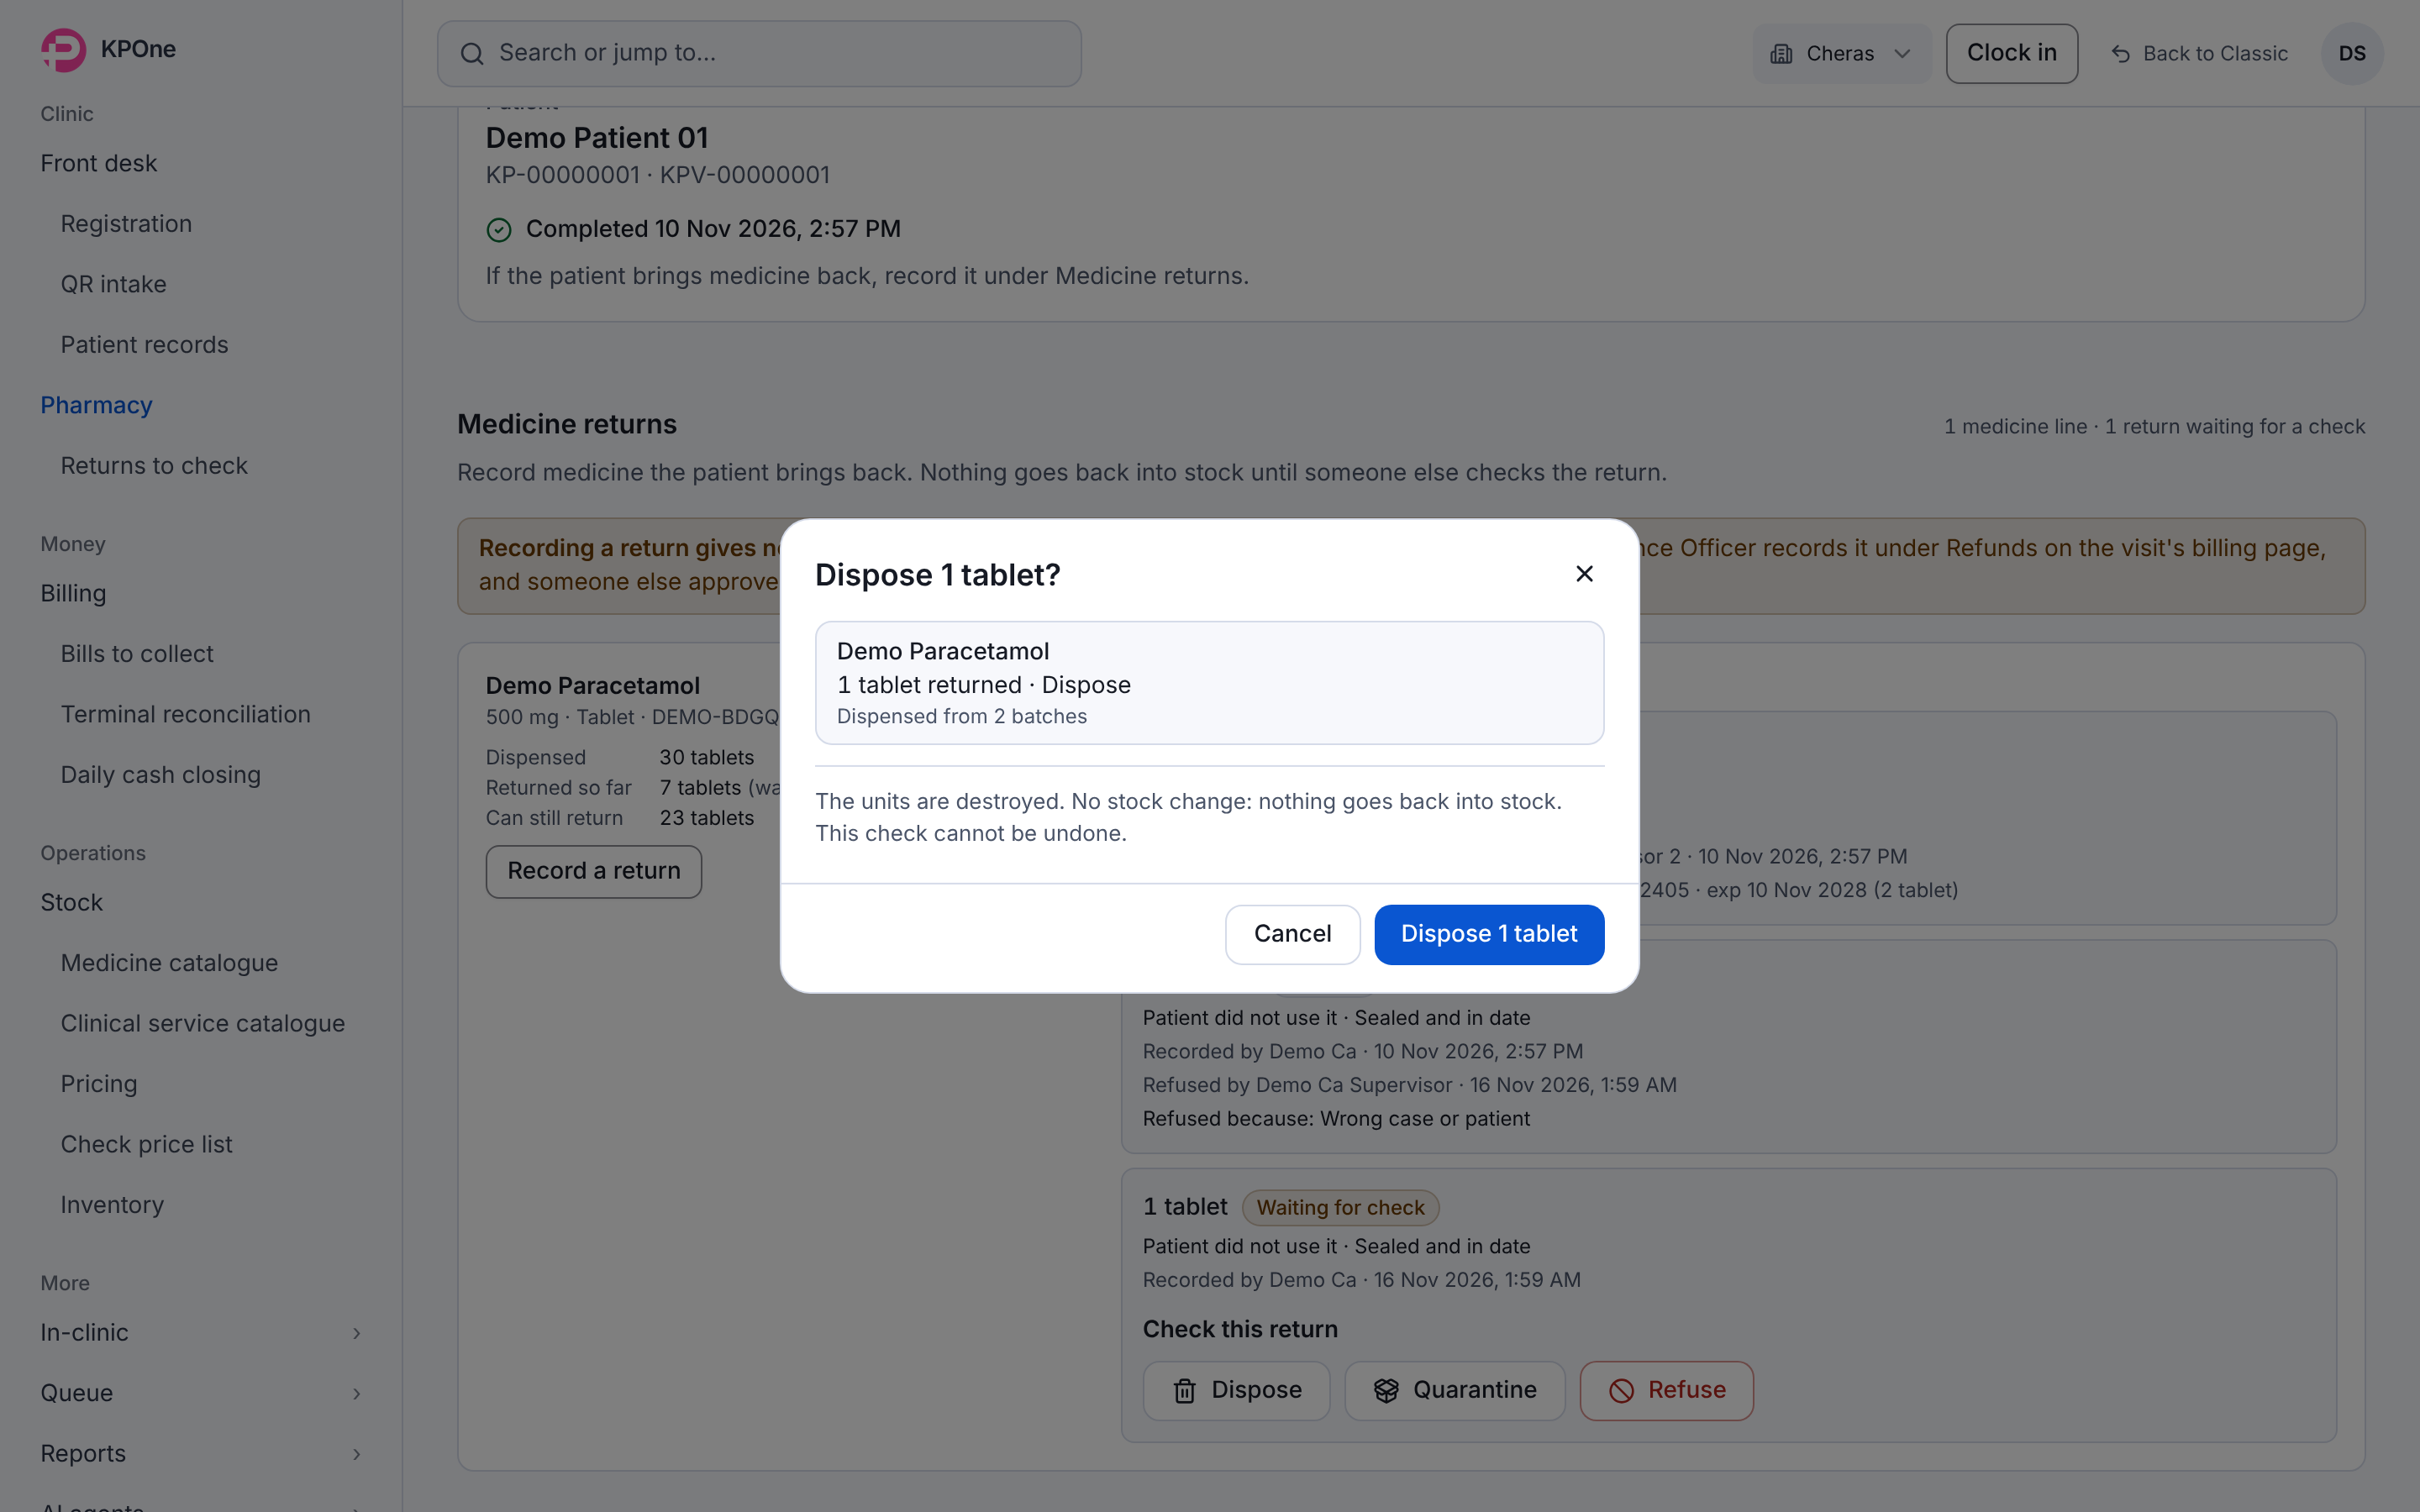 KPOne
Search or jump to...
Cheras
Clock in
Back to Classic
DS
Clinic
Front desk
Registration
QR intake
Patient records
Pharmacy
Returns to check
Money
Billing
Bills to collect
Terminal reconciliation
Daily cash closing
Operations
Stock
Medicine catalogue
Clinical service catalogue
Pricing
Check price list
Inventory
More
In-clinic
Queue
Reports
AI agents
Patient
Demo Patient 01
KP-00000001 · KPV-00000001
Completed 10 Nov 2026, 2:57 PM
If the patient brings medicine back, record it under Medicine returns.
Medicine returns
1 medicine line · 1 return waiting for a check
Record medicine the patient brings back. Nothing goes back into stock until someone else checks the return.
Recording a return gives
Officer records it under Refunds on the visit's billing page,
and someone else
Demo Paracetamol
500 mg · Tablet ·
Dispensed 30 tablets
Returned so far 7 tablets
Can still return 23 tablets
Record a return
2 · 10 Nov 2026, 2:57 PM
2405 · exp 10 Nov 2028 (2 tablet)
Patient did not use it · Sealed and in date
Recorded by Demo Ca · 10 Nov 2026, 2:57 PM
Refused by Demo Ca Supervisor · 16 Nov 2026, 1:59 AM
Refused because: Wrong case or patient
1 tablet Waiting for check
Patient did not use it · Sealed and in date
Recorded by Demo Ca · 16 Nov 2026, 1:59 AM
Check this return
Dispose
Quarantine
Refuse
Dispose 1 tablet?
Demo Paracetamol
1 tablet returned · Dispose
Dispensed from 2 batches
The units are destroyed. No stock change: nothing goes back into stock.
This check cannot be undone.
Cancel
Dispose 1 tablet